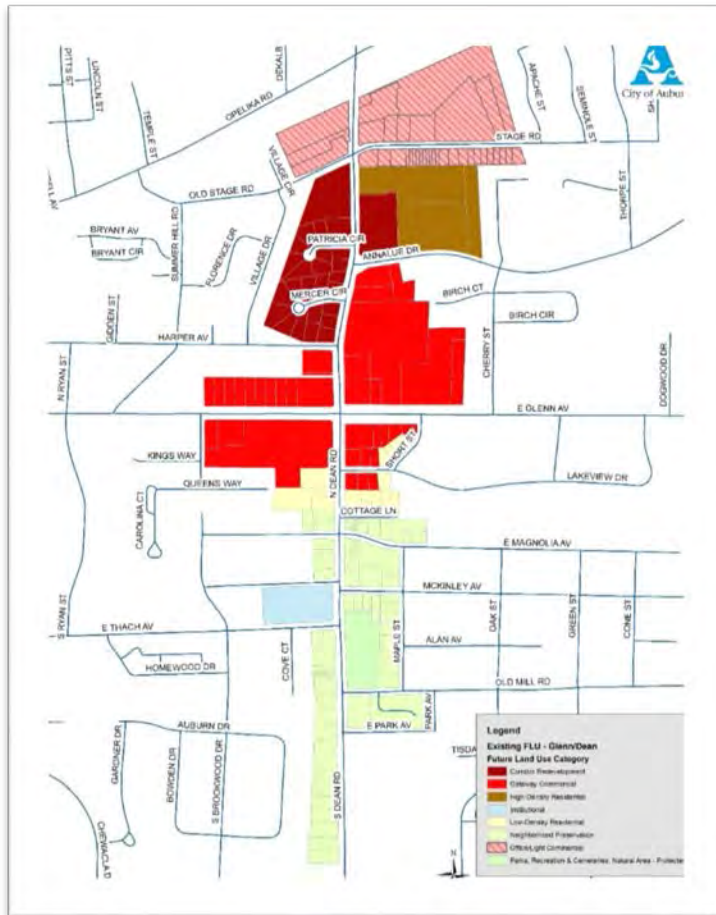 PITTS ST
LINCOLN ST
DEKALB
APACHE ST
SEMINOLE ST
SH
City of Aubur
TEMPLE ST
OPELIKA RD
STAGE RD
VILLAGE CIR
THORPE ST
OLD STAGE RD
BRYANT AV
BRYANT CIR
SUMMER HILL RD
FLORENCE DR
VILLAGE DR
PATRICIA CIR
ANNALUE DR
MERCER CIR
BIRCH CT
BIRCH CIR
GIDDEN ST
HARPER AV
N RYAN ST
CHERRY ST
DOGWOOD DR
E GLENN AV
KINGS WAY
SHORT ST
N DEAN RD
LAKEVIEW DR
QUEENS WAY
CAROLINA CT
COTTAGE LN
E MAGNOLIA AV
MCKINLEY AV
S RYAN ST
E THACH AV
OAK ST
GREEN ST
CONE ST
MAPLE ST
ALAN AV
HOMEWOOD DR
COVE CT
OLD MILL RD
PARK AV
E PARK AV
AUBURN DR
GARDNER DR
BOWDEN DR
S BROOKWOOD DR
S DEAN RD
TISDA
CHEWACLA D
N
Legend
Existing FLU - Glenn/Dean
Future Land Use Category
Corridor Redevelopment
Gateway Commercial
High-Density Residential
Institutional
Low-Density Residential
Neighborhood Preservation
Office/Light Commercial
Parks, Recreation & Cemeteries, Natural Area - Protecte